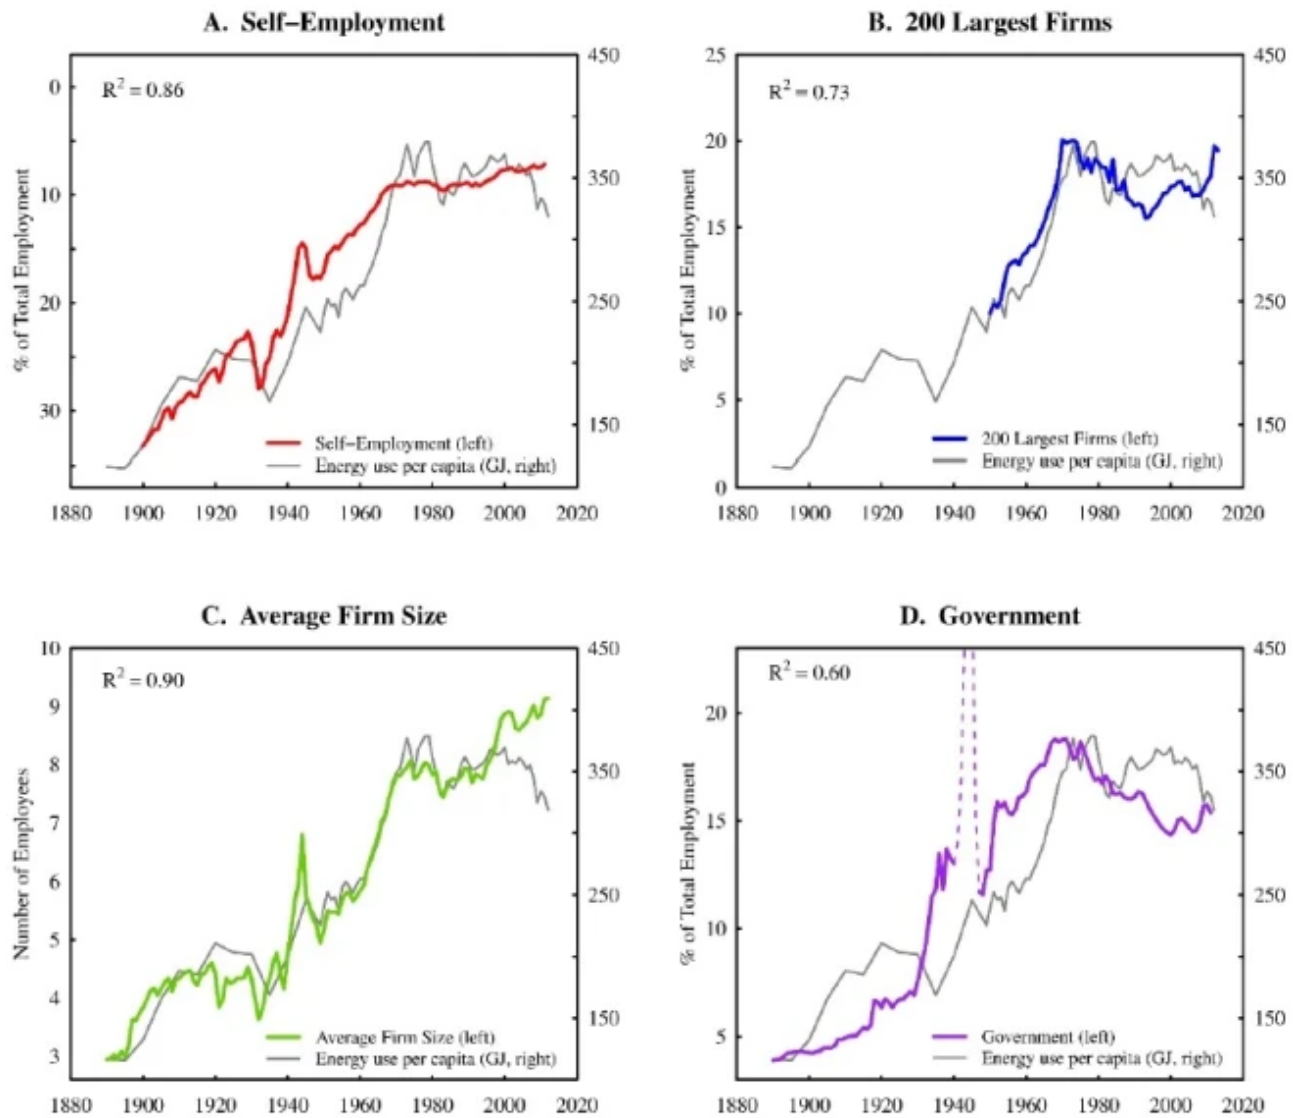 A. Self–Employment
450
0
R² = 0.86
350
10
% of Total Employment
20
250
30
150
Self–Employment (left)
Energy use per capita (GJ, right)
1880 1900 1920 1940 1960 1980 2000 2020
B. 200 Largest Firms
25
450
R² = 0.73
20
350
15
% of Total Employment
10
250
5
150
200 Largest Firms (left)
Energy use per capita (GJ, right)
0
1880 1900 1920 1940 1960 1980 2000 2020
C. Average Firm Size
10
450
R² = 0.90
9
8
350
7
Number of Employees
6
250
5
4
150
Average Firm Size (left)
Energy use per capita (GJ, right)
3
1880 1900 1920 1940 1960 1980 2000 2020
D. Government
450
R² = 0.60
20
350
15
% of Total Employment
250
10
150
5
Government (left)
Energy use per capita (GJ, right)
1880 1900 1920 1940 1960 1980 2000 2020